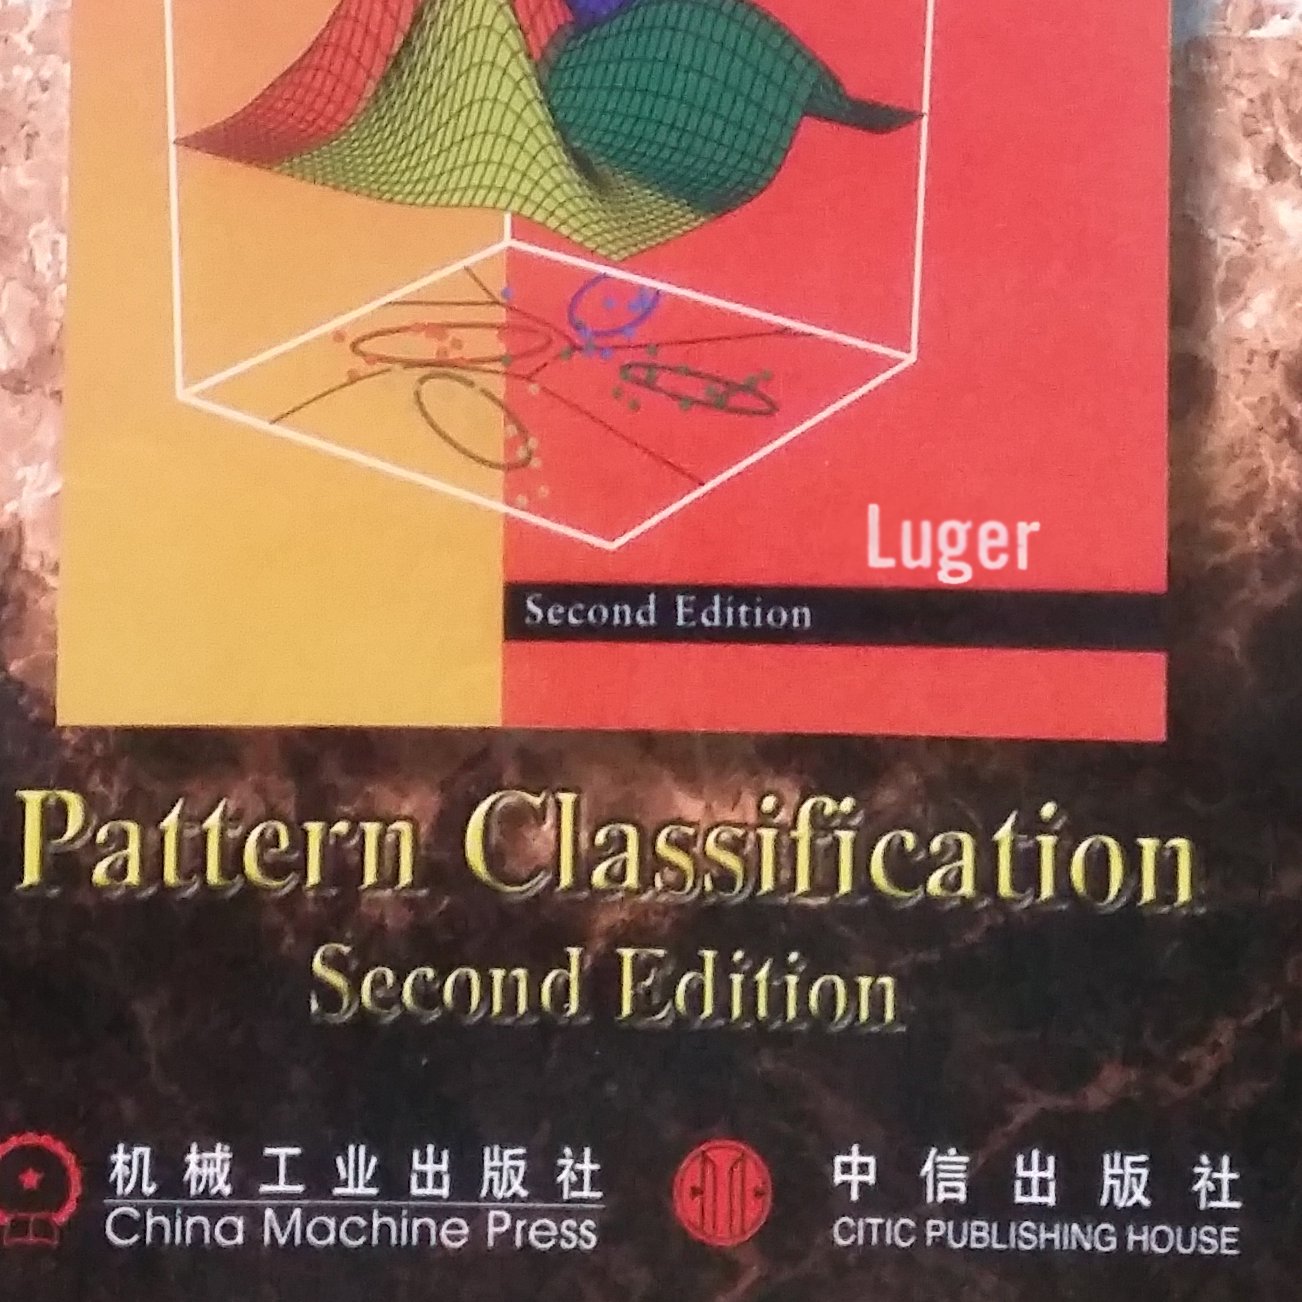 Luger
Second Edition
Pattern Classification
Second Edition
机械工业出版社
China Machine Press
中信出版社
CITIC PUBLISHING HOUSE